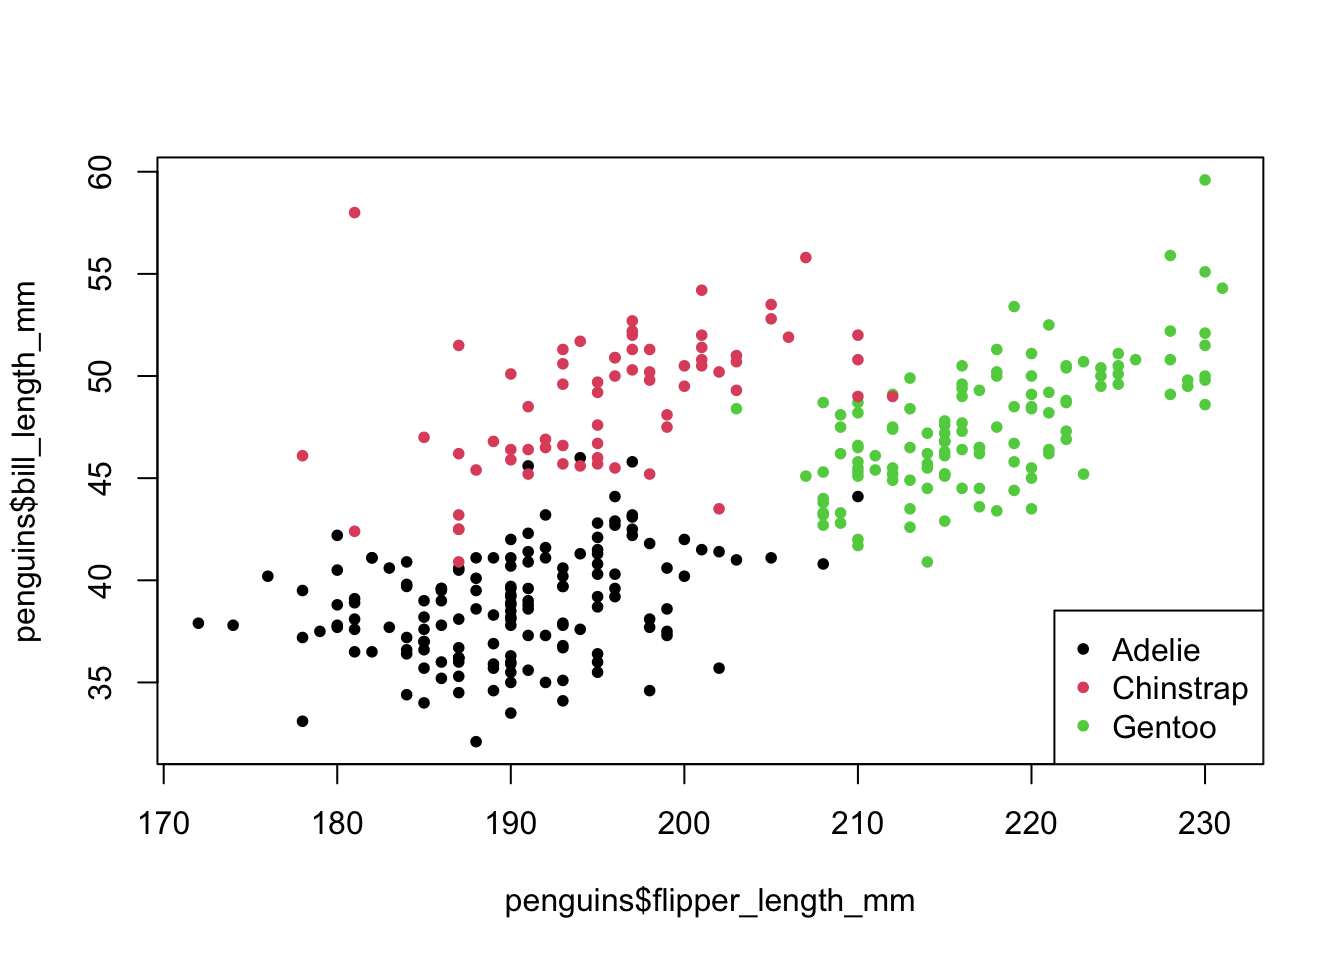 penguins$bill_length_mm
60
55
50
45
40
35
170 180 190 200 210 220 230
penguins$flipper_length_mm
Adelie
Chinstrap
Gentoo